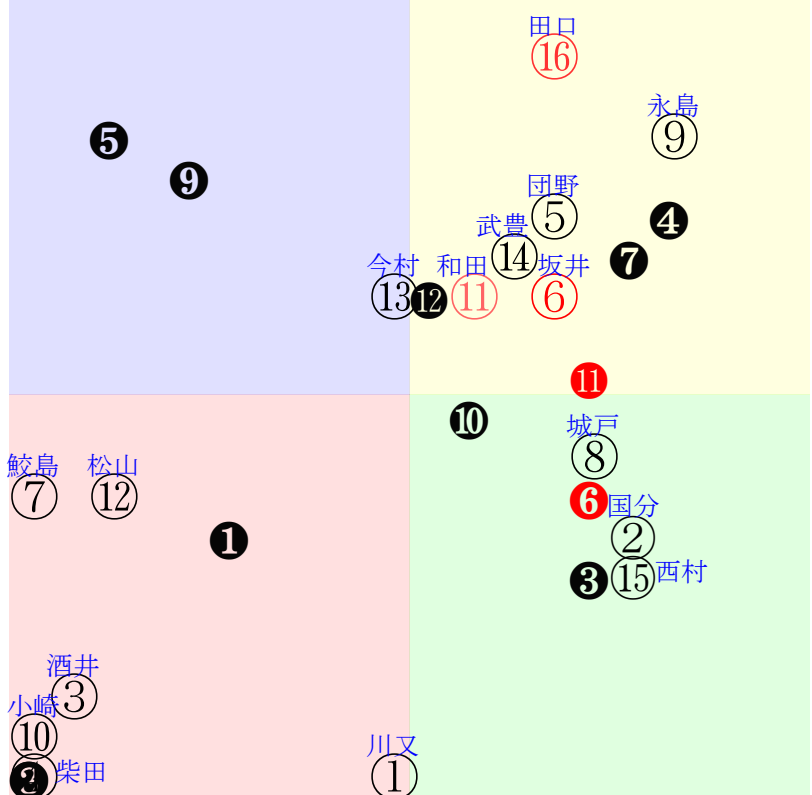 田口
⑯
永島
⑨
❺
❾
団野
⑤
❹
武豊
⑭
❼
今村
⑬
⓬
和田
⑪
坂井
⑥
⓫
❿
城戸
⑧
鮫島
⑦
松山
⑫
❻
国分
②
❶
❸
⑮
西村
酒井
③
小崎
⑩
川又
①
柴田